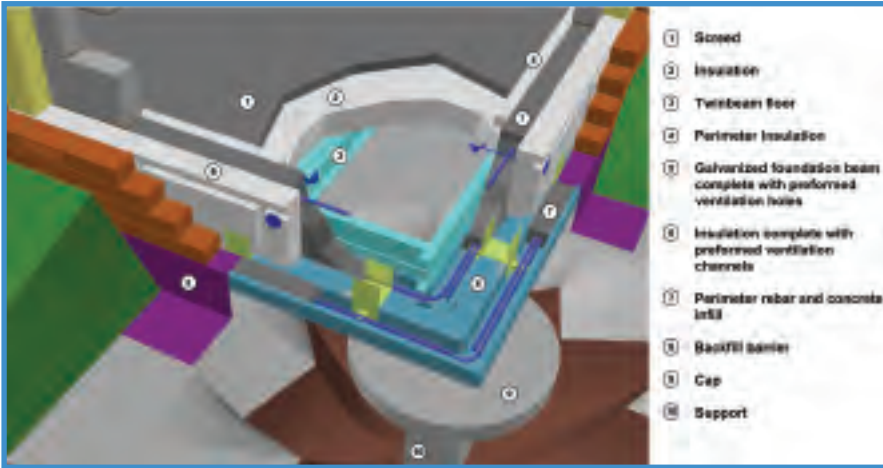 1 Screed
2 Insulation
3 Twinbeam floor
4 Perimeter Insulation
5 Galvanized foundation beam
complete with preformed
ventilation holes
6 Insulation complete with
preformed ventilation
channels
7 Perimeter rebar and concrete
infill
8 Backfill barrier
9 Cap
10 Support